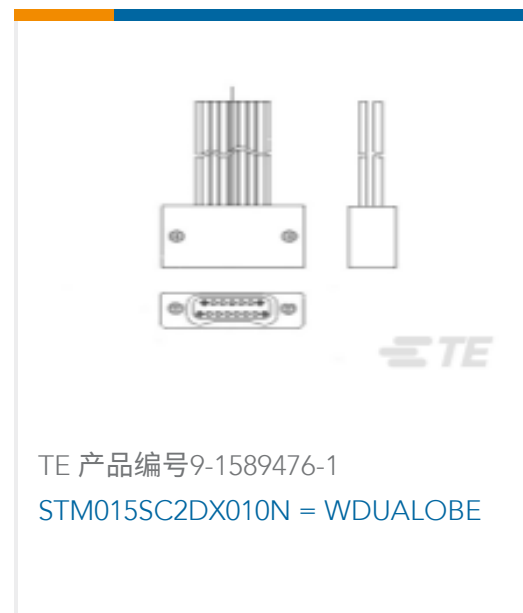 TE
TE 产品编号9-1589476-1
STM015SC2DX010N = WDUALOBE